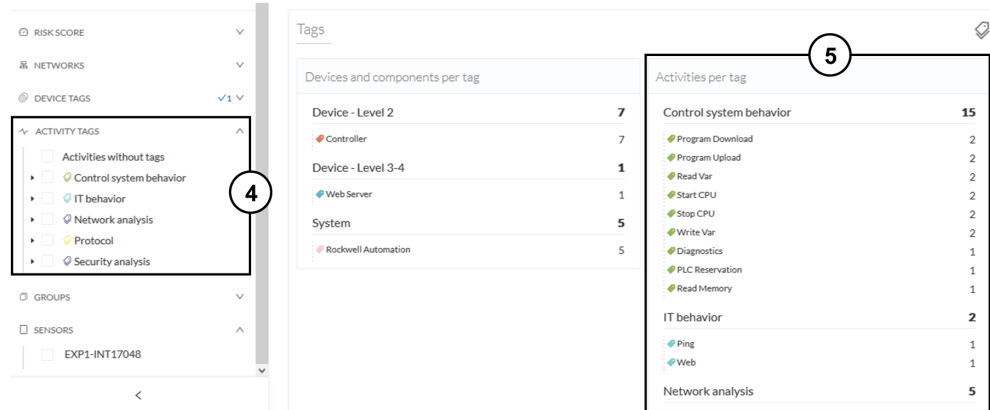 RISK SCORE
NETWORKS
DEVICE TAGS
1
ACTIVITY TAGS
Activities without tags
Control system behavior
IT behavior
Network analysis
Protocol
Security analysis
4
GROUPS
SENSORS
EXP1-INT17048
Tags
Devices and components per tag
Device - Level 2 7
Controller 7
Device - Level 3-4 1
Web Server 1
System 5
Rockwell Automation 5
5
Activities per tag
Control system behavior 15
Program Download 2
Program Upload 2
Read Var 2
Start CPU 2
Stop CPU 2
Write Var 2
Diagnostics 1
PLC Reservation 1
Read Memory 1
IT behavior 2
Ping 1
Web 1
Network analysis 5